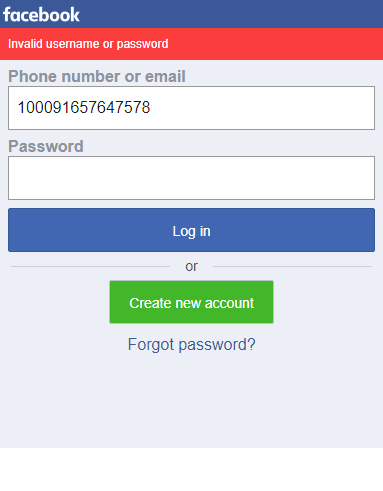 facebook
Invalid username or password
Phone number or email
100091657647578
Password
Log in
or
Create new account
Forgot password?